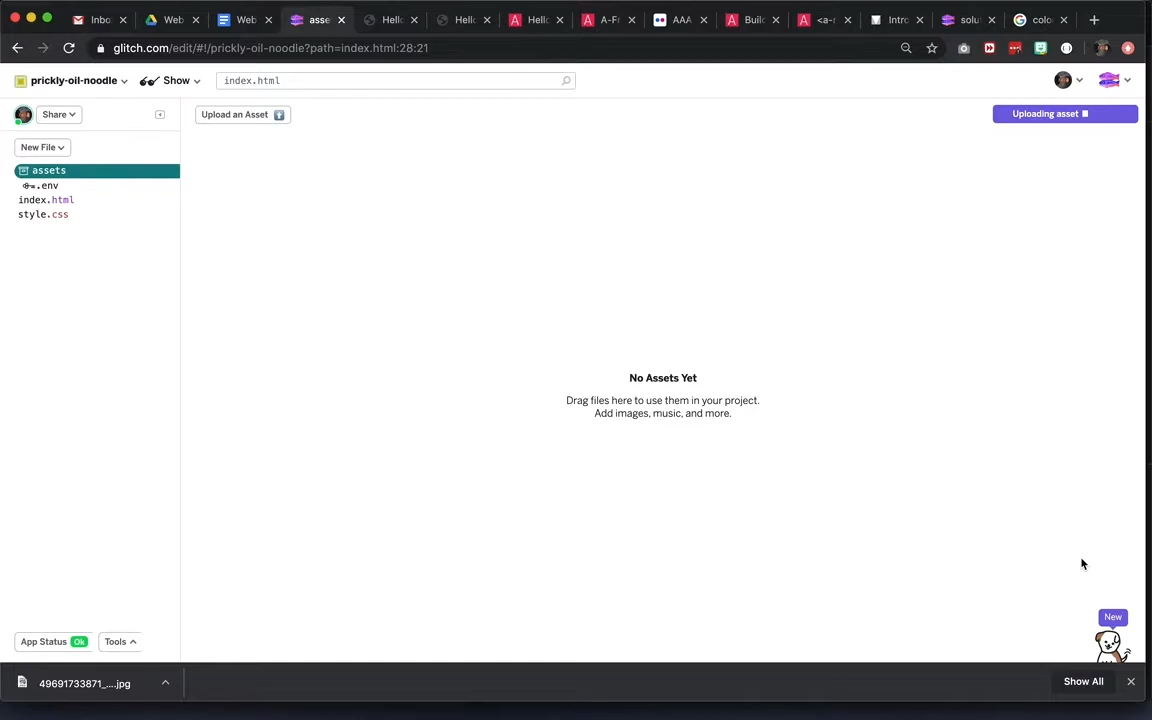 Inbo
Web
Web
asse
Hello
Hello
Hello
A-Fr
AAA
Build
<a-r
Intro
solu
colo
glitch.com/edit/#!/prickly-oil-noodle?path=index.html:28:21
prickly-oil-noodle
Show
index.html
Share
Upload an Asset
Uploading asset
New File
assets
.env
index.html
style.css
No Assets Yet
Drag files here to use them in your project.
Add images, music, and more.
New
App Status Ok
Tools
49691733871_....jpg
Show All